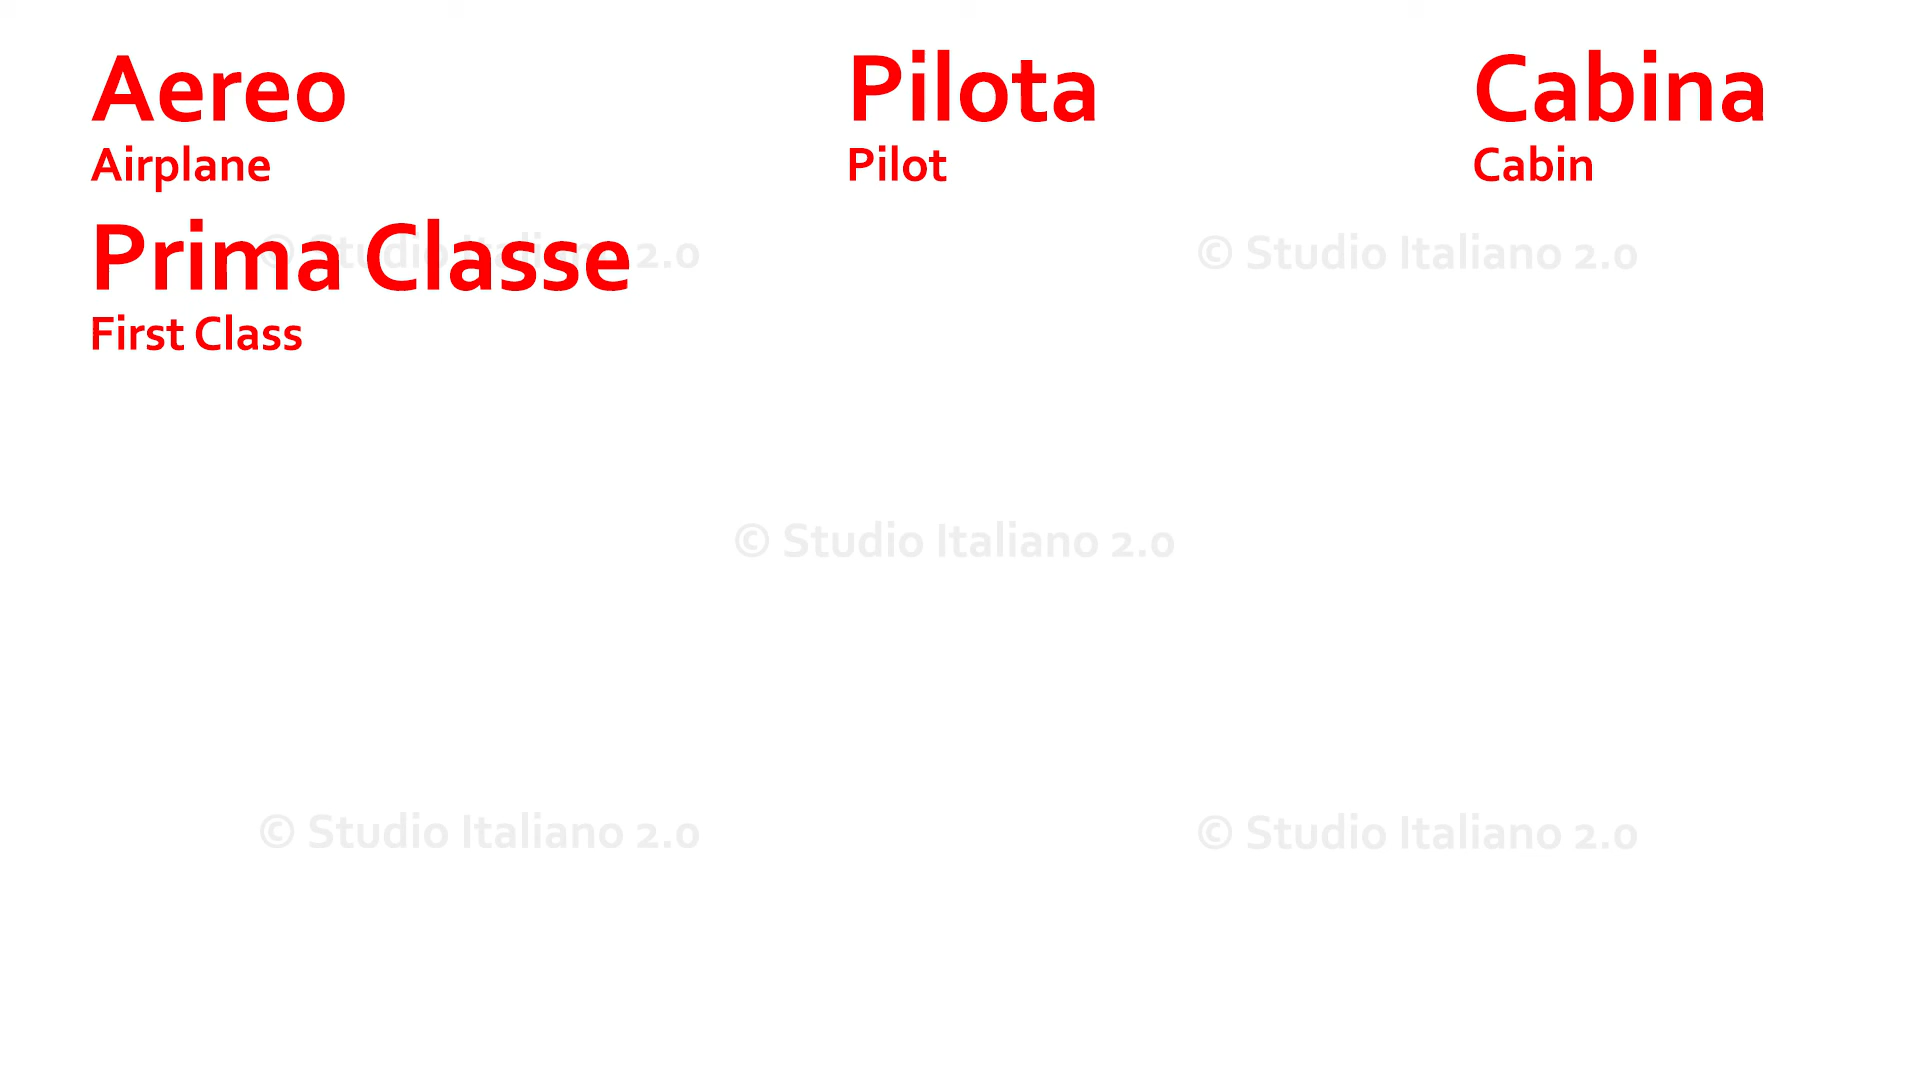 Aereo Pilota Cabina
Airplane Pilot Cabin
Prima Classe
© Studio Italiano 2.0 © Studio Italiano 2.0
First Class
© Studio Italiano 2.0
© Studio Italiano 2.0 © Studio Italiano 2.0